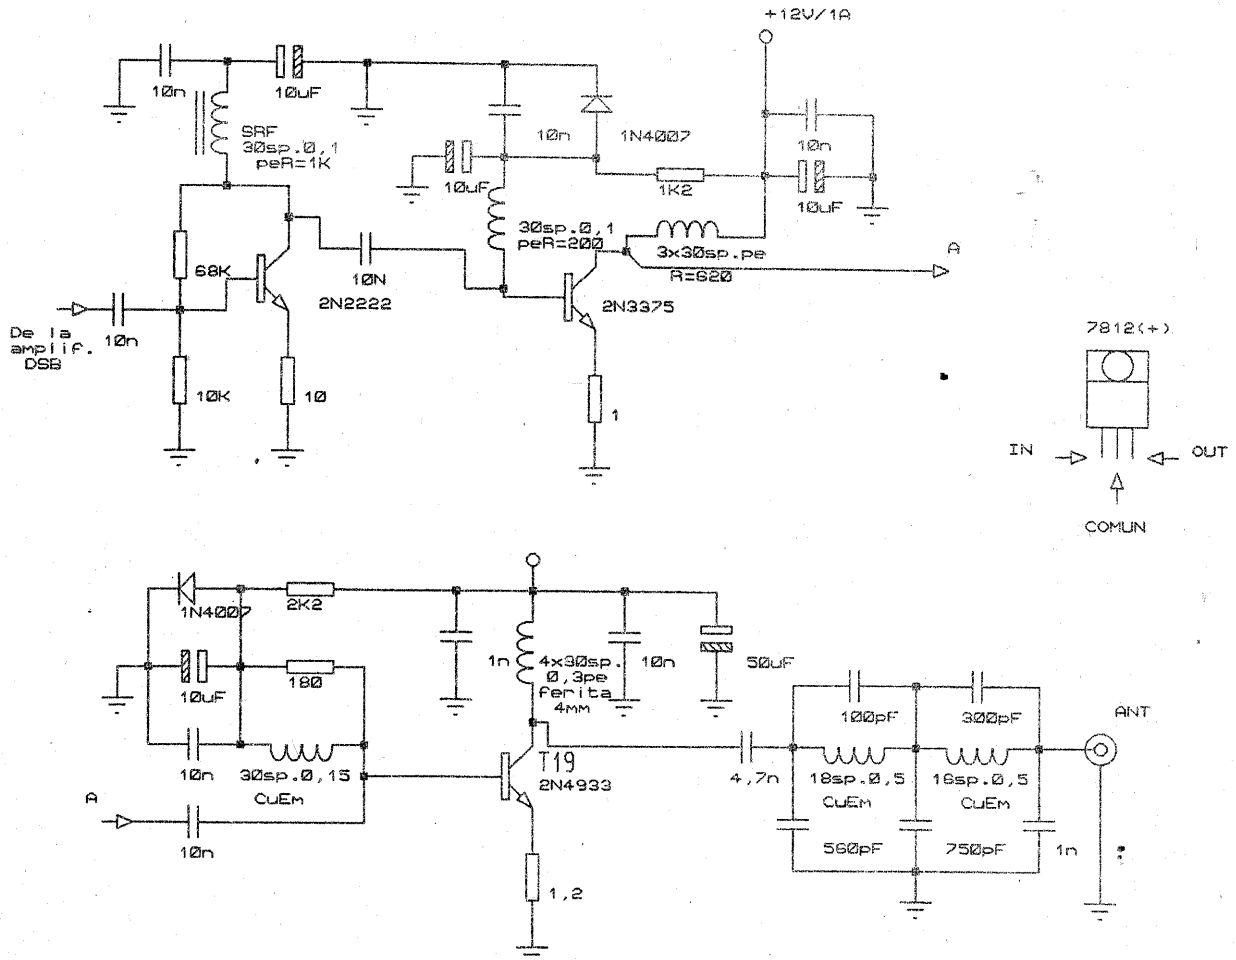 +12V/1A
10n
10uF
SRF
30sp.0,1
peR=1K
10n
1N4007
10n
10uF
1K2
10uF
30sp.0,1
peR=200
3x30sp.pe
R=620
A
68K
10N
2N2222
2N3375
De la
amplif.
DSB
10n
10K
10
1
7812(+)
IN
OUT
COMUN
1N4007
2K2
1n
4x30sp.
0,3pe
ferita
4mm
10n
50uF
10uF
180
100pF
300pF
ANT
10n
30sp.0,15
CuEm
T19
2N4933
4,7n
18sp.0,5
CuEm
16sp.0,5
CuEm
A
10n
560pF
750pF
1n
1,2